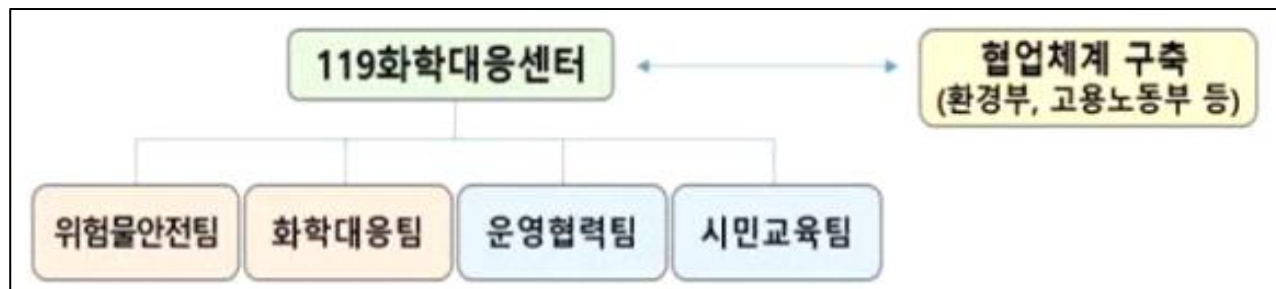 119화학대응센터
협업체계 구축
(환경부, 고용노동부 등)
위험물안전팀
화학대응팀
운영협력팀
시민교육팀